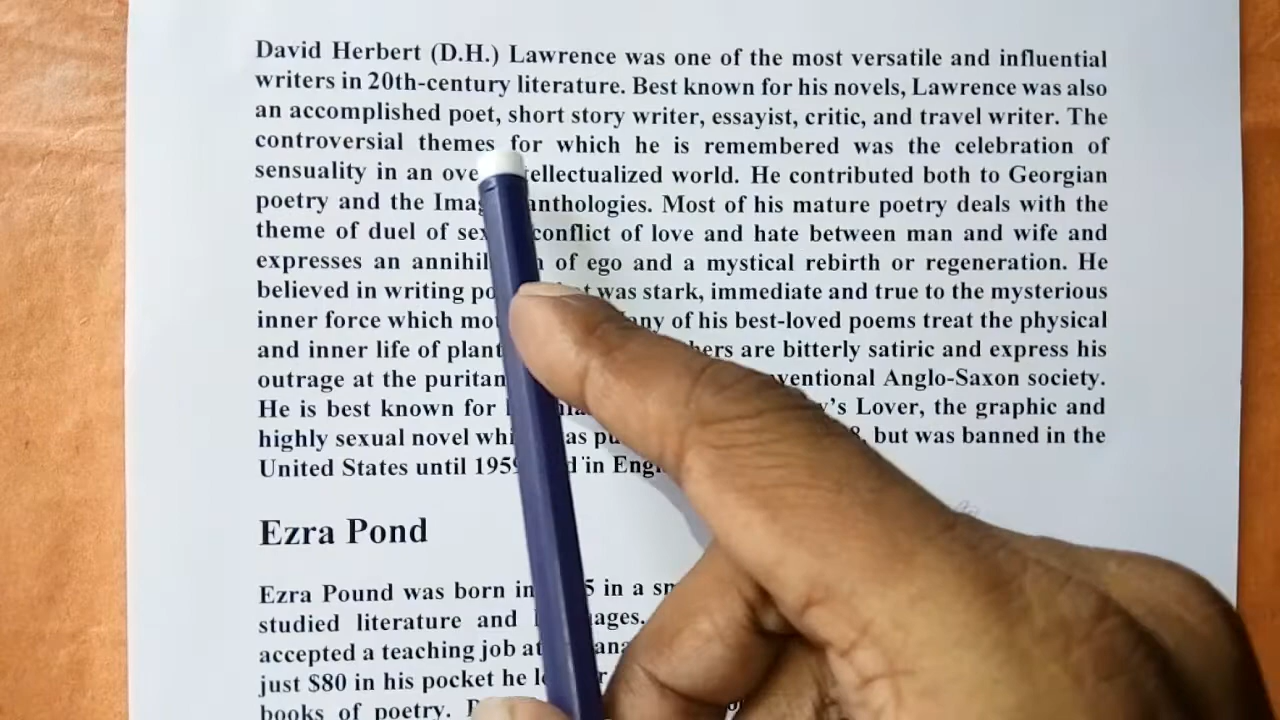 David Herbert (D.H.) Lawrence was one of the most versatile and influential
writers in 20th-century literature. Best known for his novels, Lawrence was also
an accomplished poet, short story writer, essayist, critic, and travel writer. The
controversial themes for which he is remembered was the celebration of
sensuality in an world. He contributed both to Georgian
poetry and the anthologies. Most of his mature poetry deals with the
theme of duel of conflict of love and hate between man and wife and
expresses an of ego and a mystical rebirth or regeneration. He
believed in writing was stark, immediate and true to the mysterious
inner force which of his best-loved poems treat the physical
and inner life of are bitterly satiric and express his
outrage at the Anglo-Saxon society.
He is best known for Lover, the graphic and
highly sexual novel but was banned in the
United States until in
Ezra Pond
Ezra Pound was born in in a
studied literature and
accepted a teaching job at
just $80 in his pocket he
books of poetry.